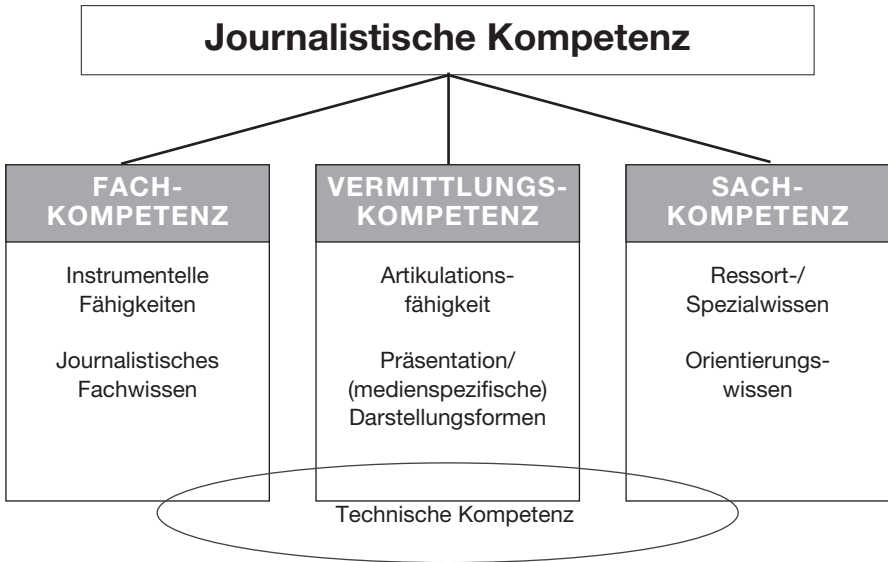 Journalistische Kompetenz
FACH-
KOMPETENZ
Instrumentelle
Fähigkeiten
Journalistisches
Fachwissen
VERMITTLUNGS-
KOMPETENZ
Artikulations-
fähigkeit
Präsentation/
(medienspezifische)
Darstellungsformen
SACH-
KOMPETENZ
Ressort-/
Spezialwissen
Orientierungs-
wissen
Technische Kompetenz